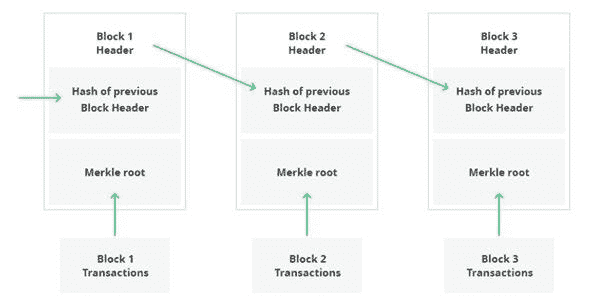 Block 1
Header
Hash of previous
Block Header
Merkle root
Block 1
Transactions
Block 2
Header
Hash of previous
Block Header
Merkle root
Block 2
Transactions
Block 3
Header
Hash of previous
Block Header
Merkle root
Block 3
Transactions